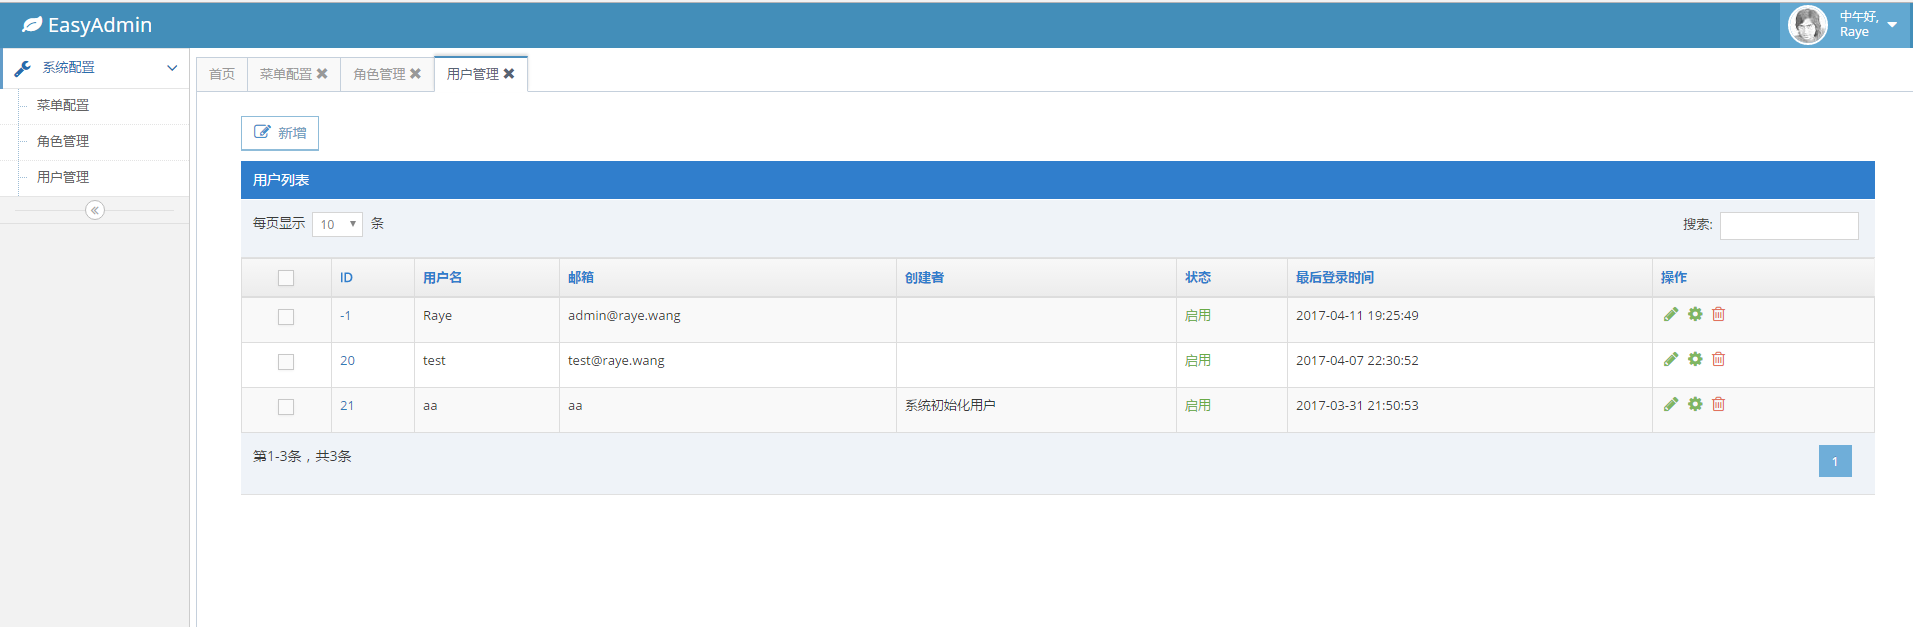 EasyAdmin
中午好,
Raye
系统配置
菜单配置
角色管理
用户管理
首页 菜单配置 角色管理 用户管理
新增
用户列表
每页显示 10 条 搜索:
ID 用户名 邮箱 创建者 状态 最后登录时间 操作
-1 Raye admin@raye.wang 启用 2017-04-11 19:25:49
20 test test@raye.wang 启用 2017-04-07 22:30:52
21 aa aa 系统初始化用户 启用 2017-03-31 21:50:53
第1-3条，共3条 1